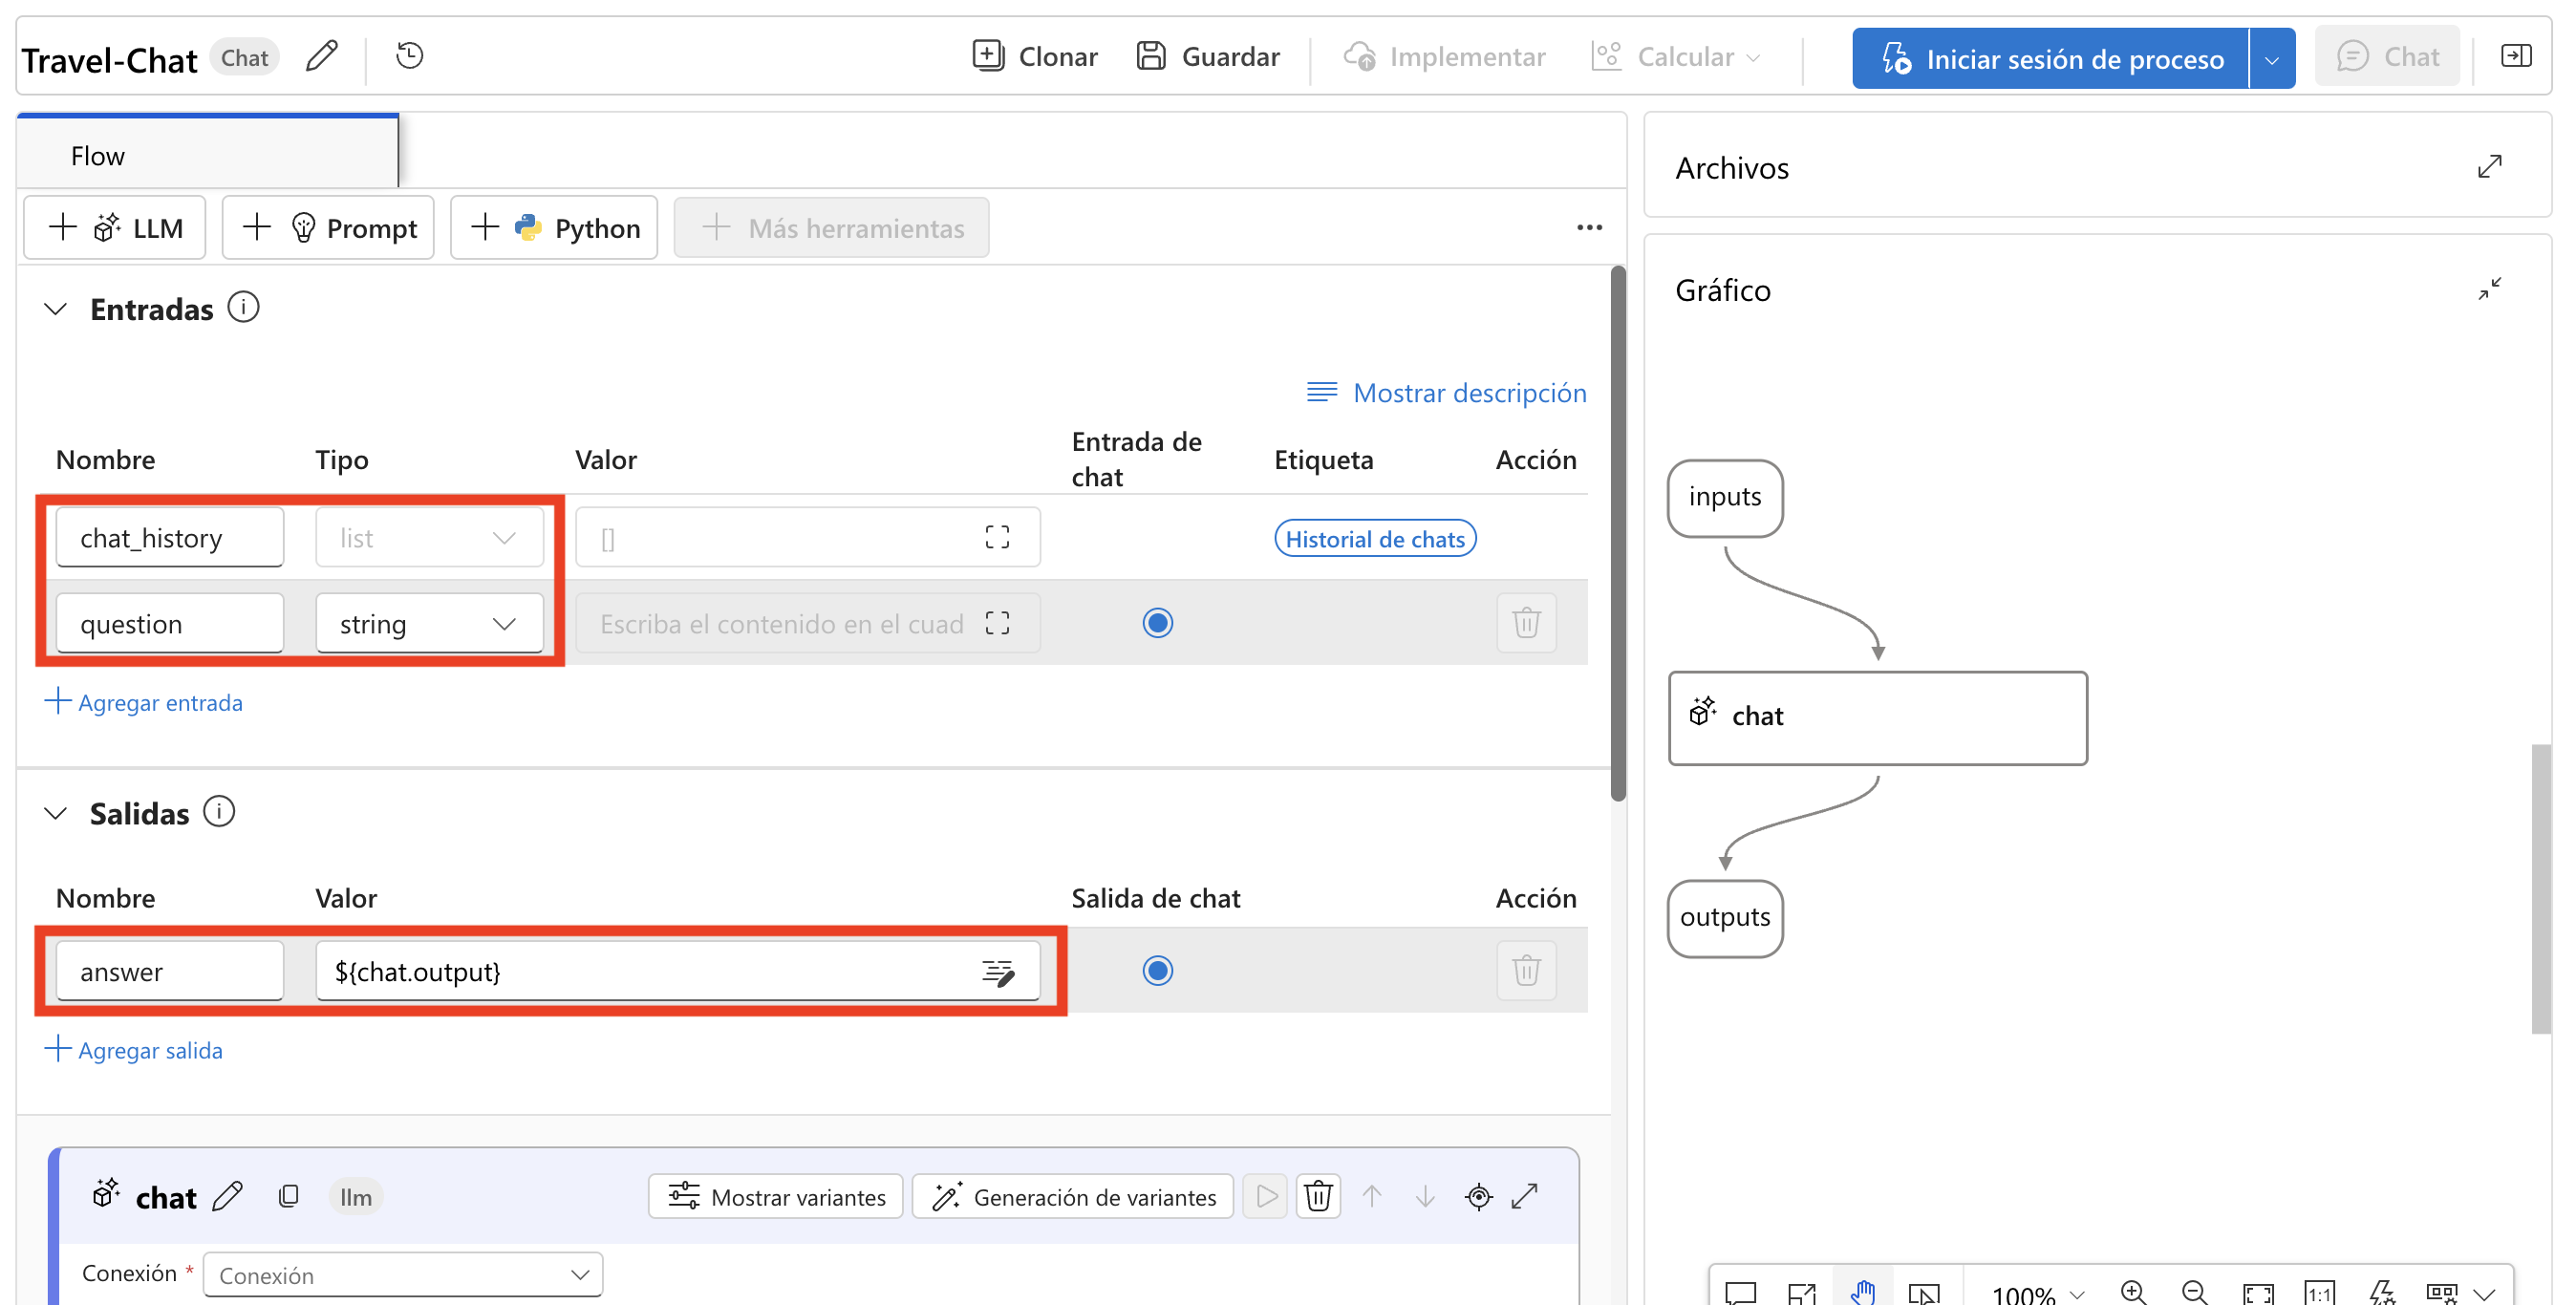 Travel-Chat Chat
Clonar Guardar Implementar Calcular Iniciar sesión de proceso Chat
Flow
LLM Prompt Python Más herramientas
Entradas
Mostrar descripción
Nombre Tipo Valor Entrada de chat Etiqueta Acción
chat_history list [] Historial de chats
question string Escriba el contenido en el cuad
Agregar entrada
Salidas
Nombre Valor Salida de chat Acción
answer ${chat.output}
Agregar salida
chat llm Mostrar variantes Generación de variantes
Conexión * Conexión
Archivos
Gráfico
inputs
chat
outputs
100% 1:1